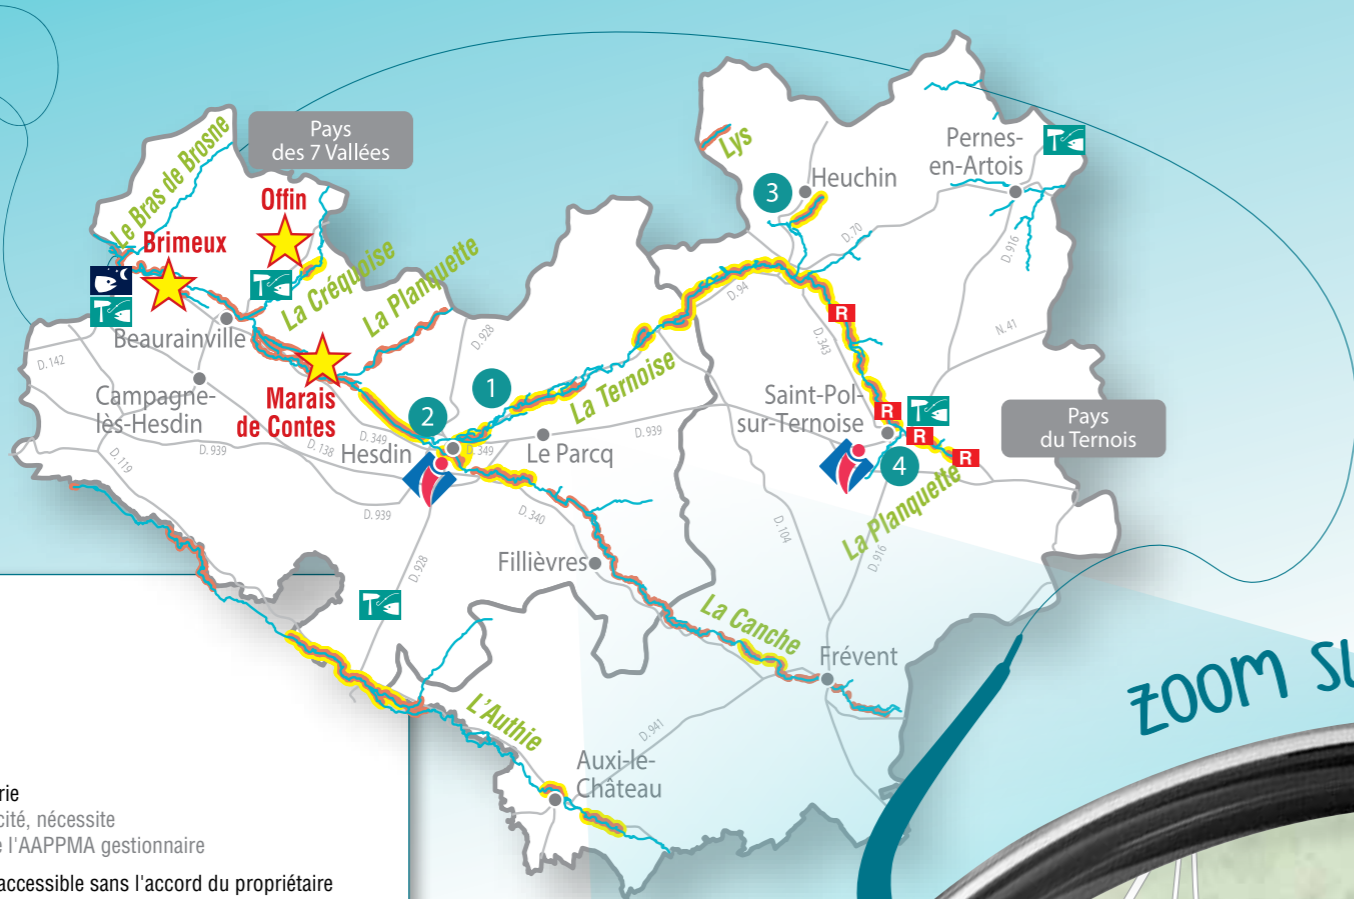 Pays
des 7 Vallées
Le Bras de Brosne
Offin
Brimeux
La Créquoise
La Planquette
Beaurainville
Marais
de Contes
Campagne-
lès-Hesdin
Hesdin
Le Parcq
La Ternoise
Lys
Heuchin
Pernes-
en-Artois
Saint-Pol-
sur-Ternoise
Pays
du Ternois
La Planquette
Fillièvres
La Canche
Frévent
L'Authie
Auxi-le-
Château
1
2
3
4
R
R
R
R
T
T
T
T
T
D. 142
D. 119
D. 939
D. 138
D. 349
D. 349
D. 928
D. 939
D. 939
D. 340
D. 928
D. 94
D. 70
D. 343
D. 916
N. 41
D. 104
D. 916
D. 941
ZOOM SU
rie
cité, nécessite
e l'AAPPMA gestionnaire
accessible sans l'accord du propriétaire